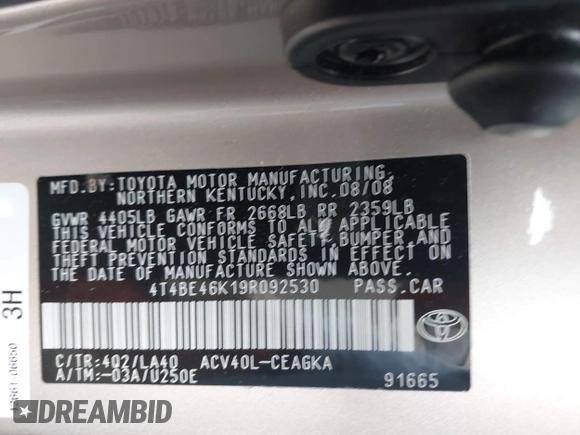 MFD.BY:TOYOTA MOTOR MANUFACTURING,
NORTHERN KENTUCKY,INC.08/08
GVWR 4405LB GAWR FR 2668LB RR 2359LB
THIS VEHICLE CONFORMS TO ALL APPLICABLE
FEDERAL MOTOR VEHICLE SAFETY,BUMPER,AND
THEFT PREVENTION STANDARDS IN EFFECT ON
THE DATE OF MANUFACTURE SHOWN ABOVE.
4T4BE46K19R092530 PASS.CAR
C/TR:4Q2/LA40 ACV40L-CEAGKA
A/TM:-03A/U250E
91665
3H
DREAMBID